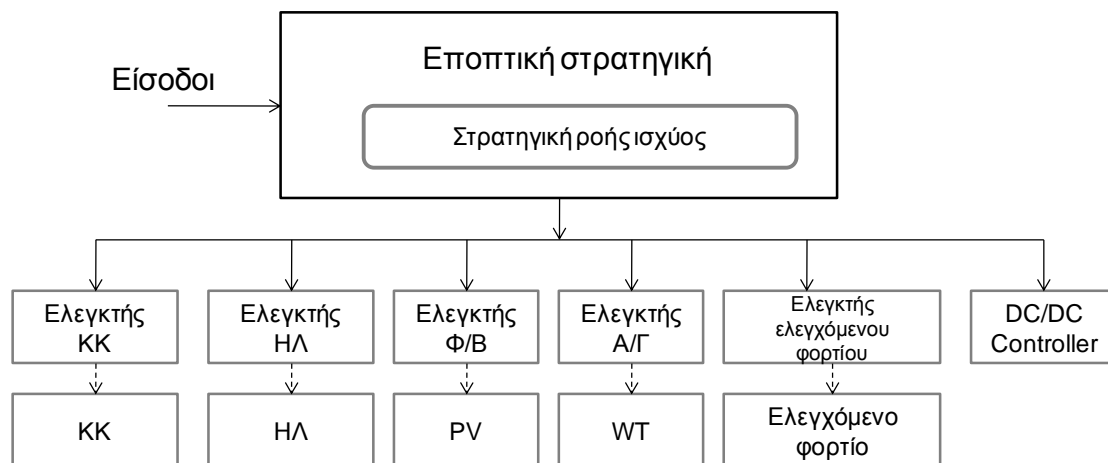 Εποπτική στρατηγική
Είσοδοι
Στρατηγική ροής ισχύος
Ελεγκτής
ΚΚ
Ελεγκτής
ΗΛ
Ελεγκτής
Φ/Β
Ελεγκτής
Α/Γ
Ελεγκτής
ελεγχόμενου
φορτίου
DC/DC
Controller
ΚΚ
ΗΛ
PV
WT
Ελεγχόμενο
φορτίο